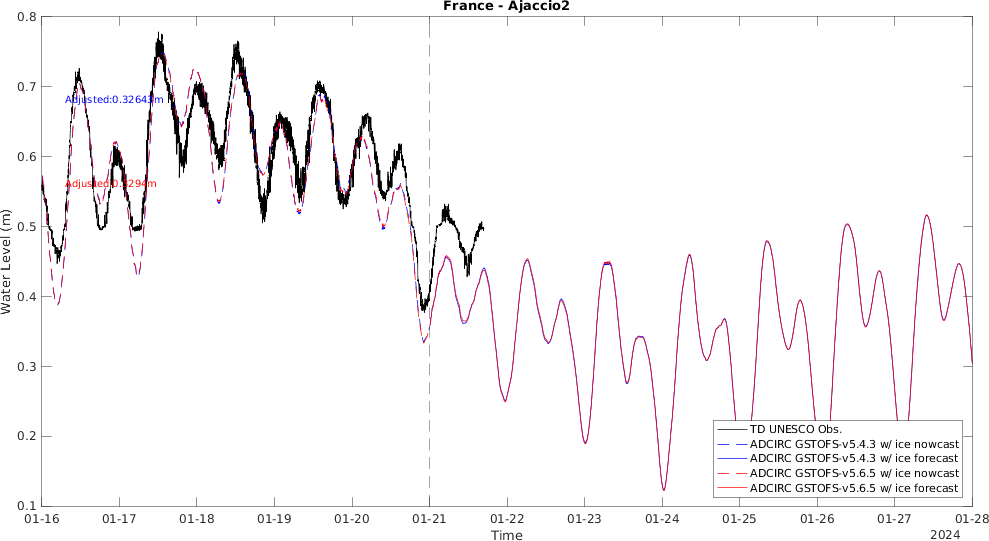 France - Ajaccio2
0.8
0.7
0.6
0.5
0.4
0.3
0.2
0.1
Water Level (m)
Adjusted:0.32643m
TD UNESCO Obs.
ADCIRC GSTOFS-v5.4.3 w/ ice nowcast
ADCIRC GSTOFS-v5.4.3 w/ ice forecast
ADCIRC GSTOFS-v5.6.5 w/ ice nowcast
ADCIRC GSTOFS-v5.6.5 w/ ice forecast
01-16 01-17 01-18 01-19 01-20 01-21 01-22 01-23 01-24 01-25 01-26 01-27 01-28
Time
2024